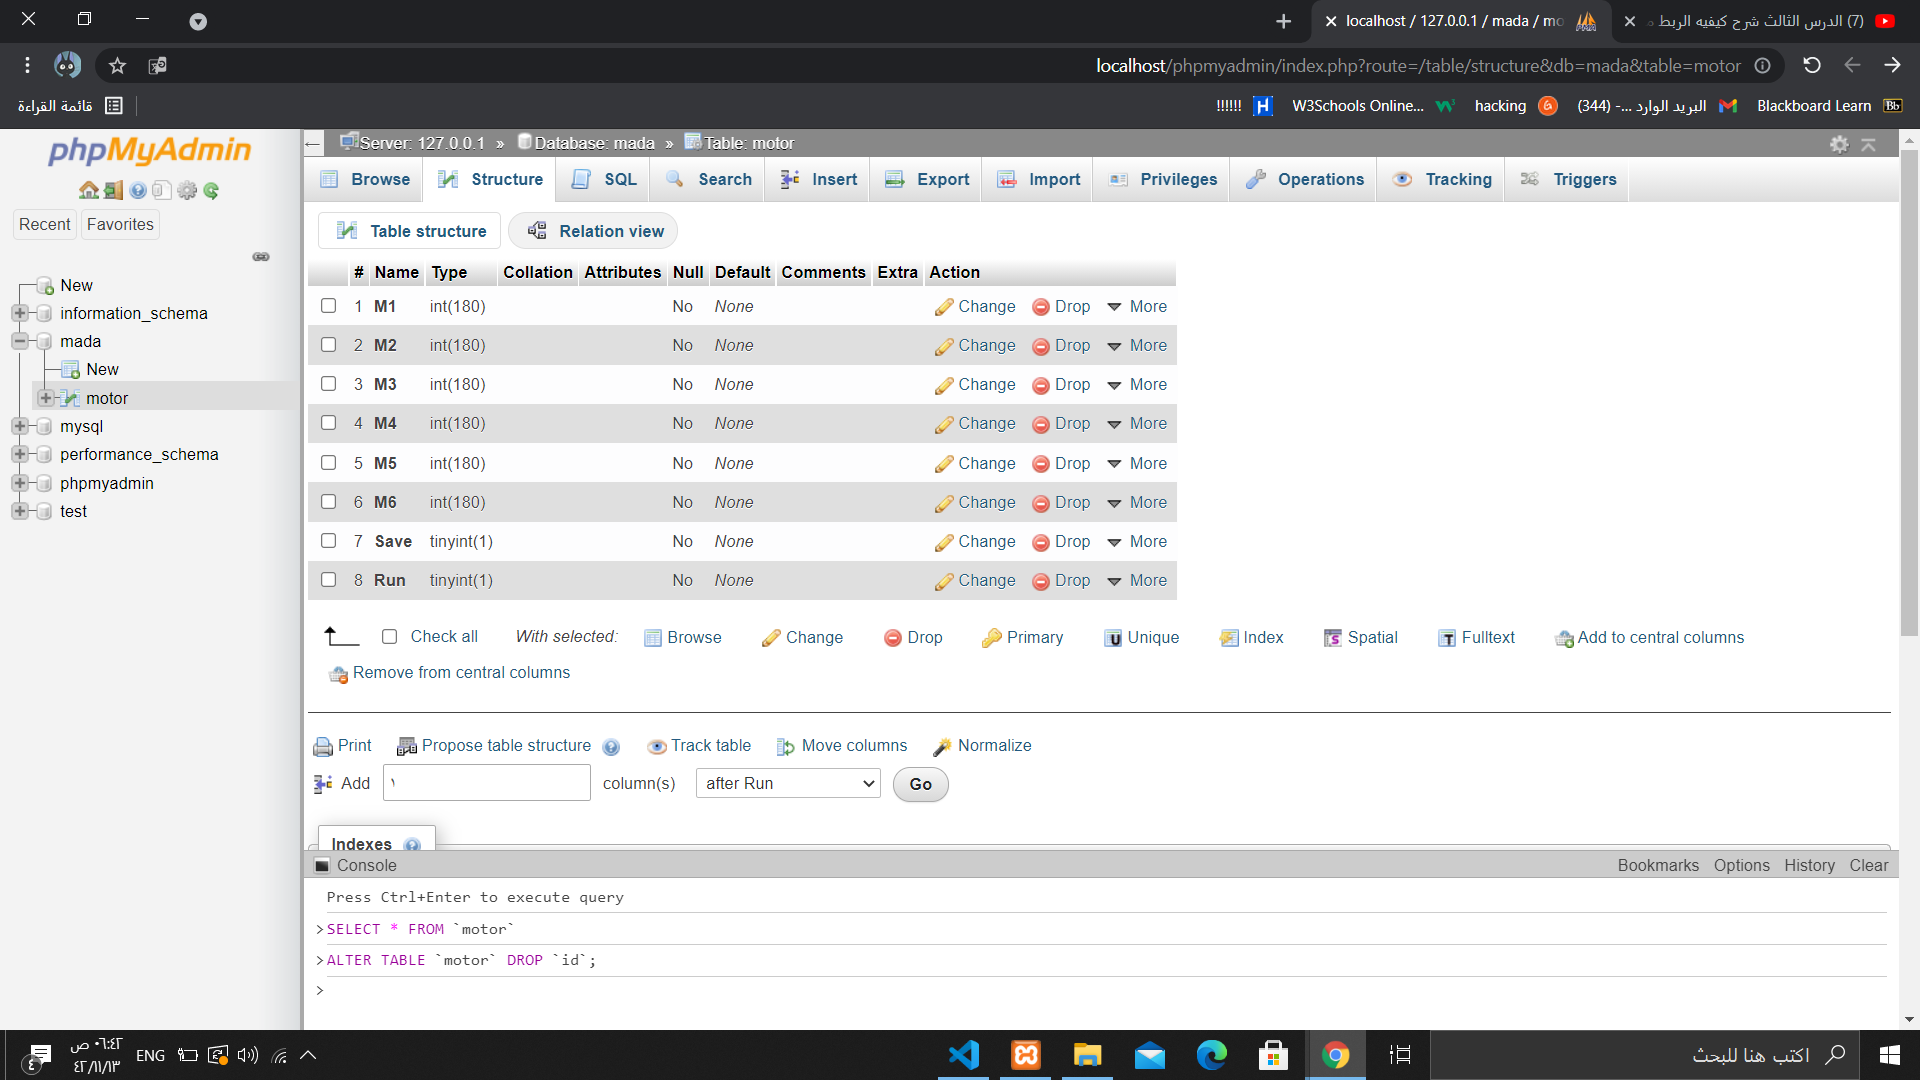 localhost / 127.0.0.1 / mada / mo
(7) الدرس الثالث شرح كيفيه الربط
localhost/phpmyadmin/index.php?route=/table/structure&db=mada&table=motor
قائمة القراءة
!!!!!!
W3Schools Online...
hacking
البريد الوارد ...- (344)
Blackboard Learn
phpMyAdmin
Recent
Favorites
New
information_schema
mada
New
motor
mysql
performance_schema
phpmyadmin
test
Server: 127.0.0.1 » Database: mada » Table: motor
Browse Structure SQL Search Insert Export Import Privileges Operations Tracking Triggers
Table structure Relation view
# Name Type Collation Attributes Null Default Comments Extra Action
1 M1 int(180) No None Change Drop More
2 M2 int(180) No None Change Drop More
3 M3 int(180) No None Change Drop More
4 M4 int(180) No None Change Drop More
5 M5 int(180) No None Change Drop More
6 M6 int(180) No None Change Drop More
7 Save tinyint(1) No None Change Drop More
8 Run tinyint(1) No None Change Drop More
Check all With selected: Browse Change Drop Primary Unique Index Spatial Fulltext Add to central columns
Remove from central columns
Print Propose table structure Track table Move columns Normalize
Add ١ column(s) after Run Go
Indexes
Console Bookmarks Options History Clear
Press Ctrl+Enter to execute query
>SELECT * FROM `motor`
>ALTER TABLE `motor` DROP `id`;
>
٠٦:٤٢ ص
٤٢/١١/١٣
ENG
٤
اكتب هنا للبحث